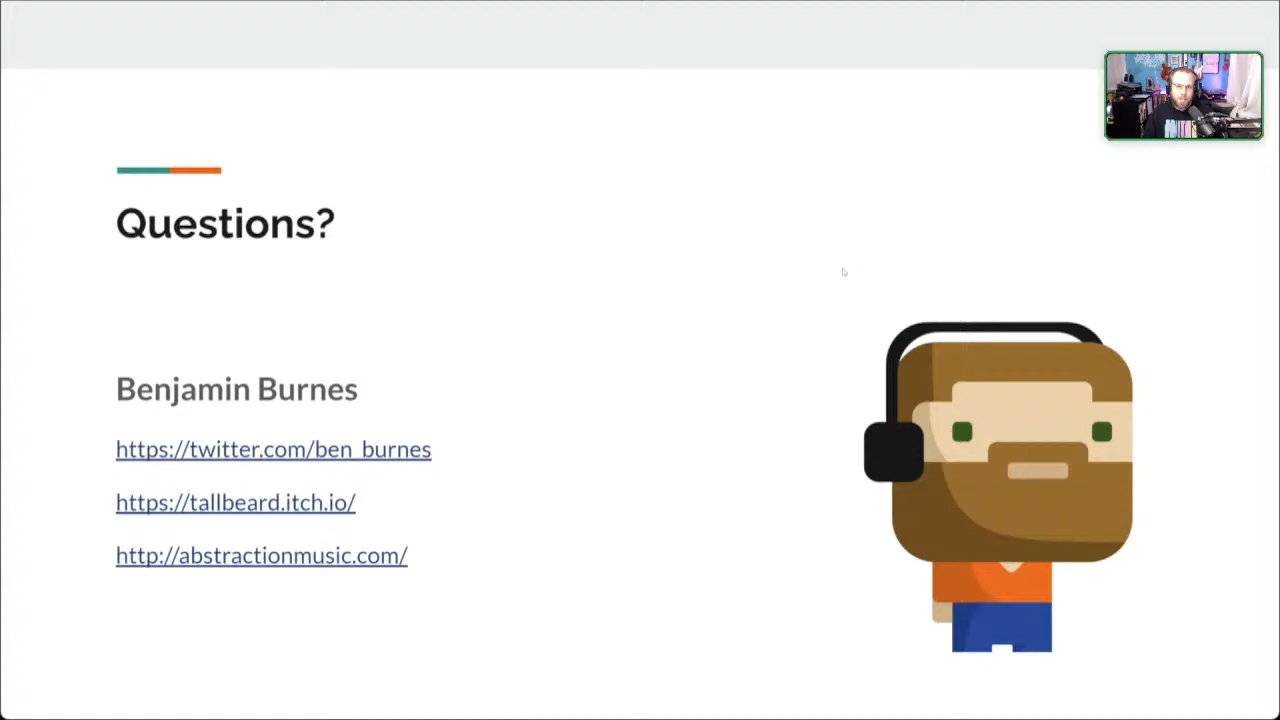 Questions?
Benjamin Burnes
https://twitter.com/ben_burnes
https://tallbeard.itch.io/
http://abstractionmusic.com/